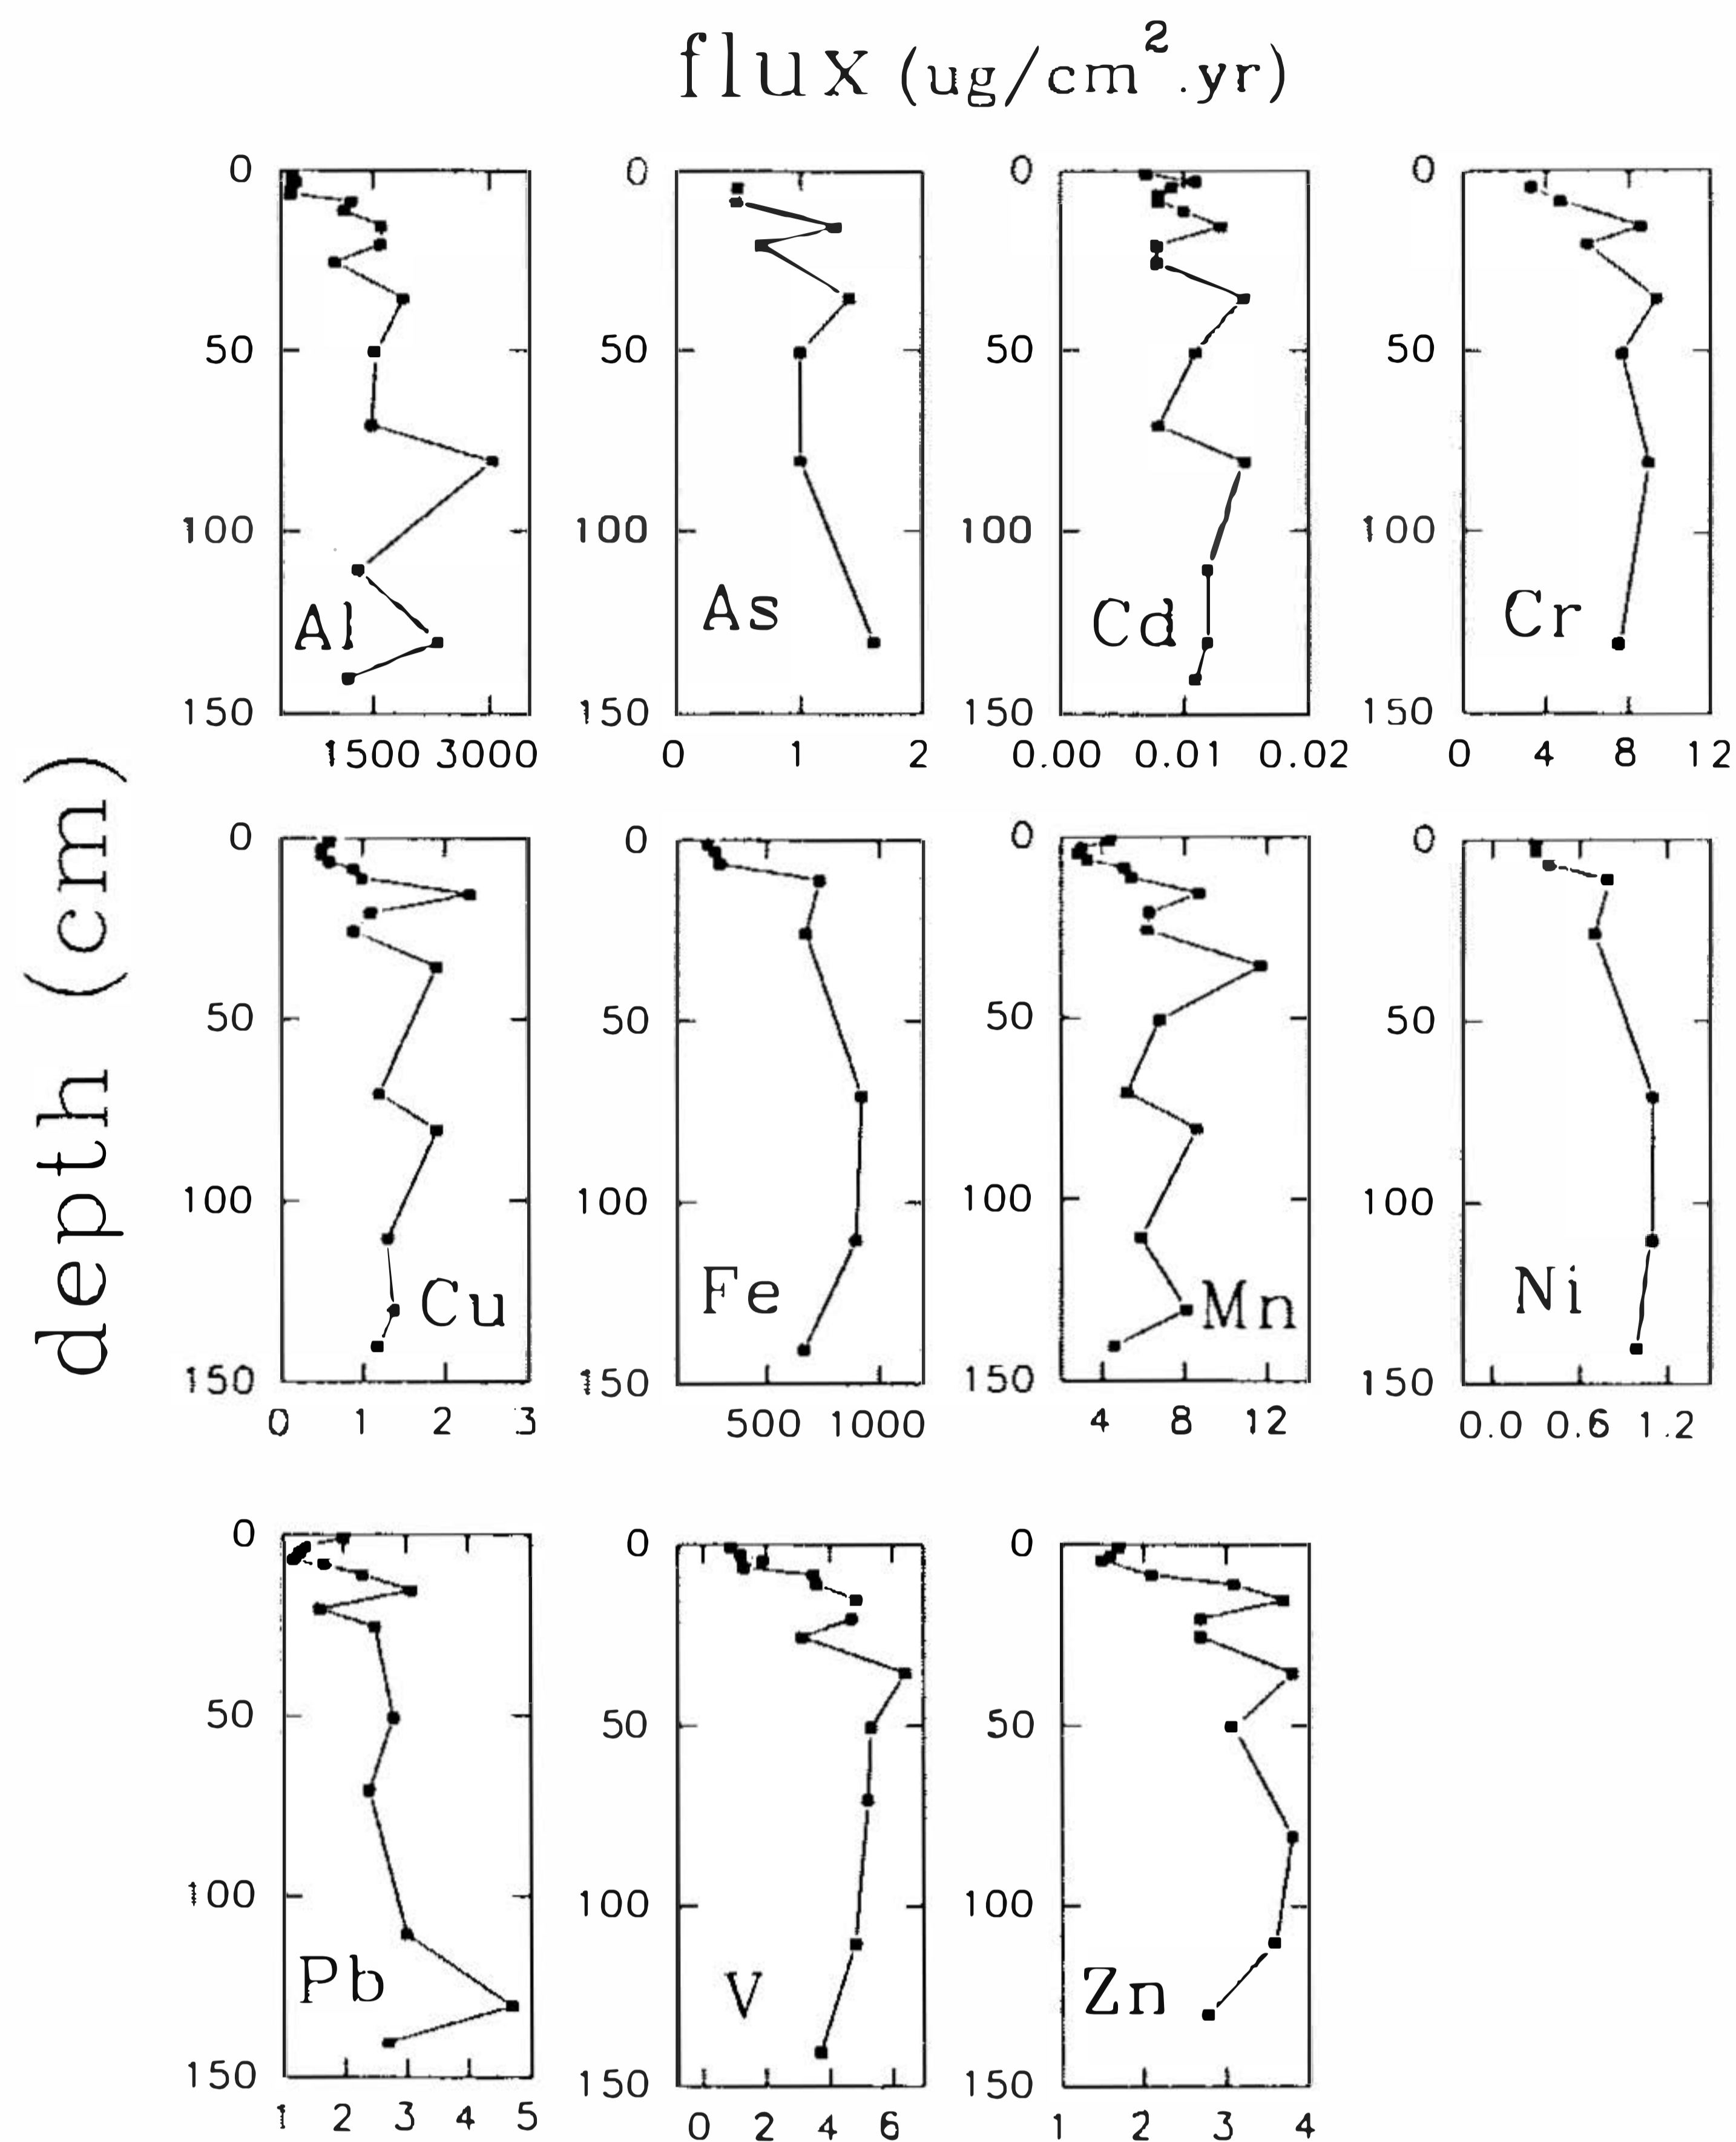 flux (ug/cm².yr)
depth (cm)
0 50 100 150
1500 3000
Al
0 50 100 150
0 1 2
As
0 50 100 150
0.00 0.01 0.02
Cd
0 50 100 150
0 4 8 12
Cr
0 50 100 150
0 1 2 3
Cu
0 50 100 150
500 1000
Fe
0 50 100 150
4 8 12
Mn
0 50 100 150
0.0 0.6 1.2
Ni
0 50 100 150
1 2 3 4 5
Pb
0 50 100 150
0 2 4 6
V
0 50 100 150
1 2 3 4
Zn